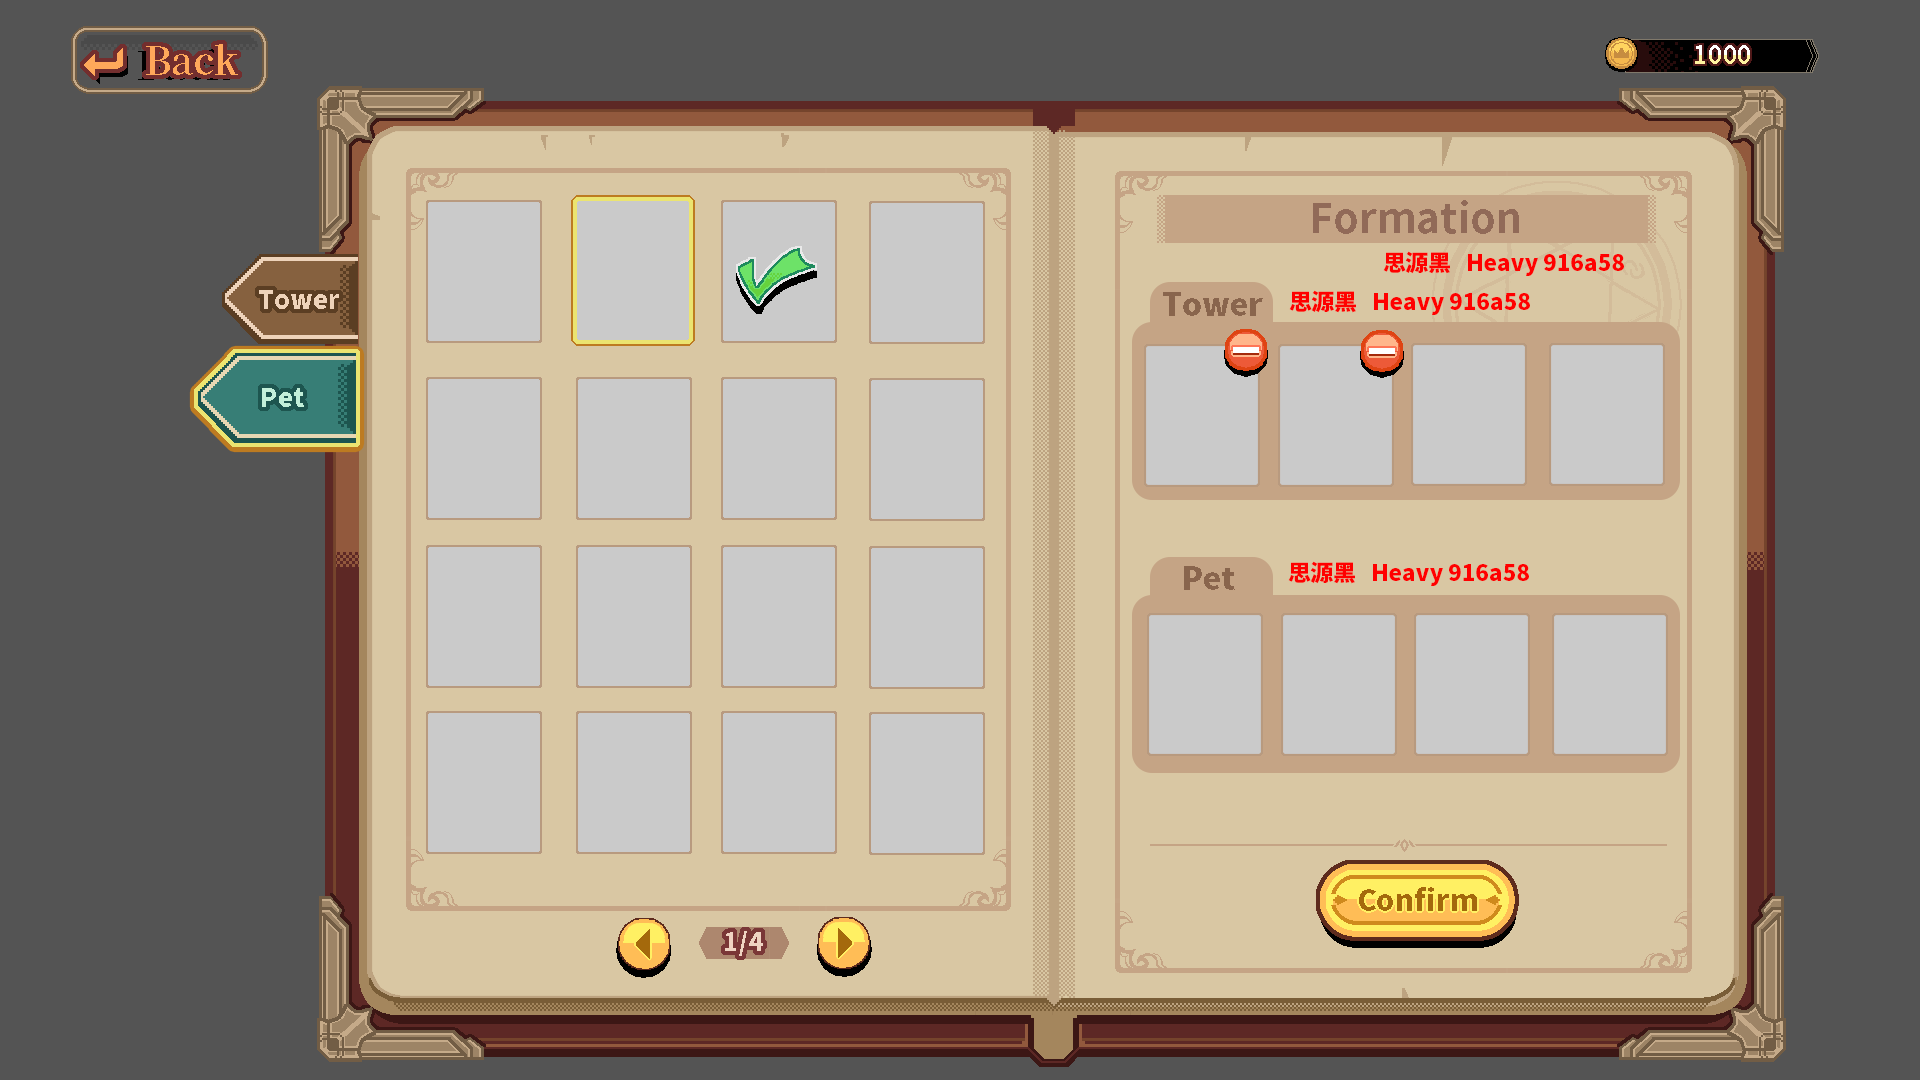 Back
1000
Tower
Pet
1/4
Formation
思源黑 Heavy 916a58
Tower 思源黑 Heavy 916a58
Pet 思源黑 Heavy 916a58
Confirm